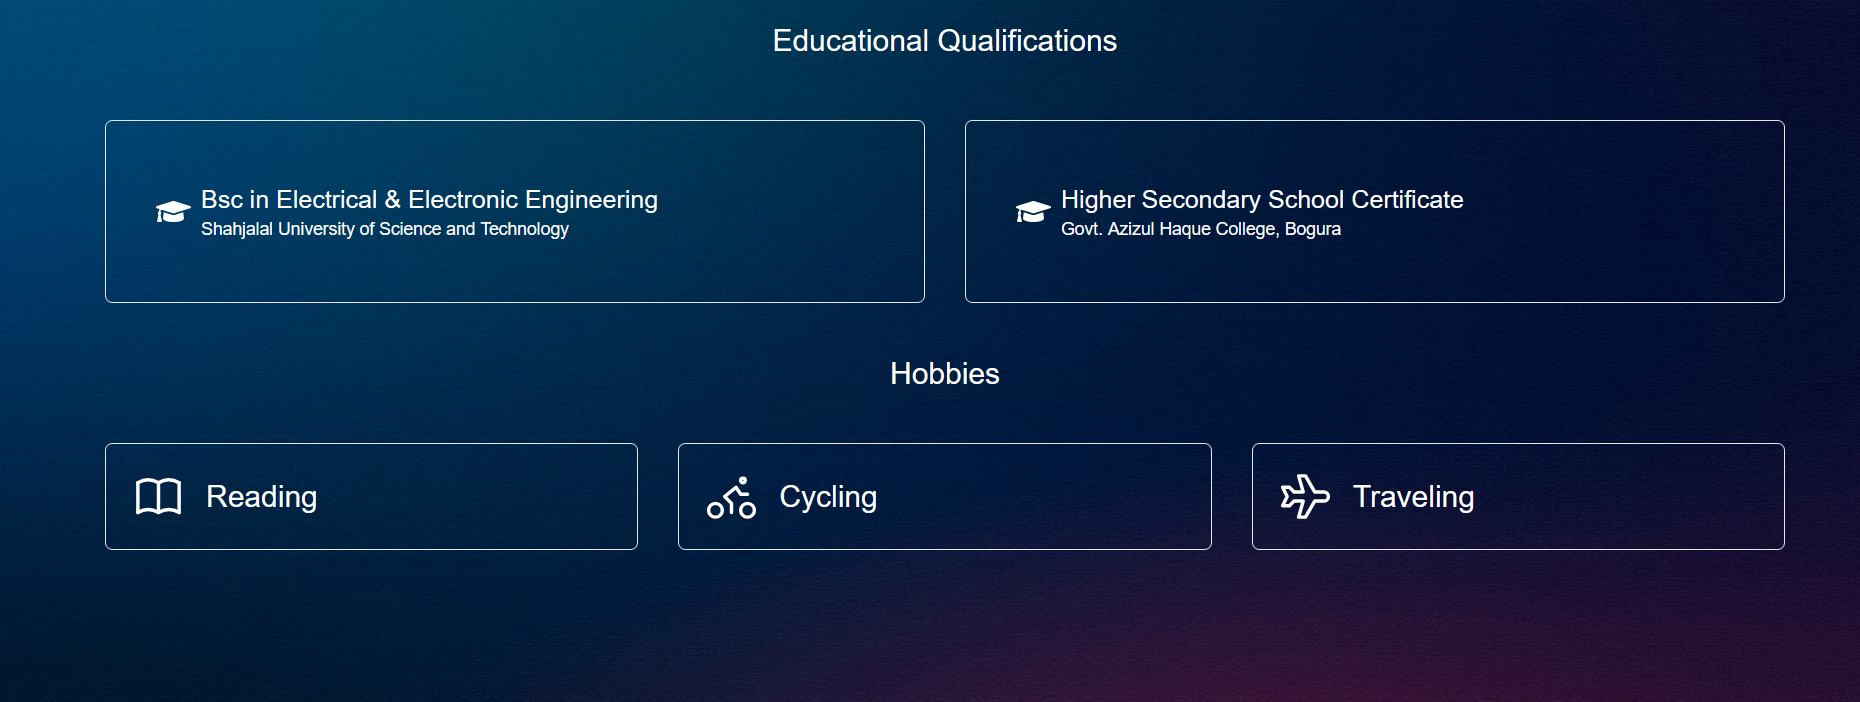 Educational Qualifications
Bsc in Electrical & Electronic Engineering
Shahjalal University of Science and Technology
Higher Secondary School Certificate
Govt. Azizul Haque College, Bogura
Hobbies
Reading
Cycling
Traveling